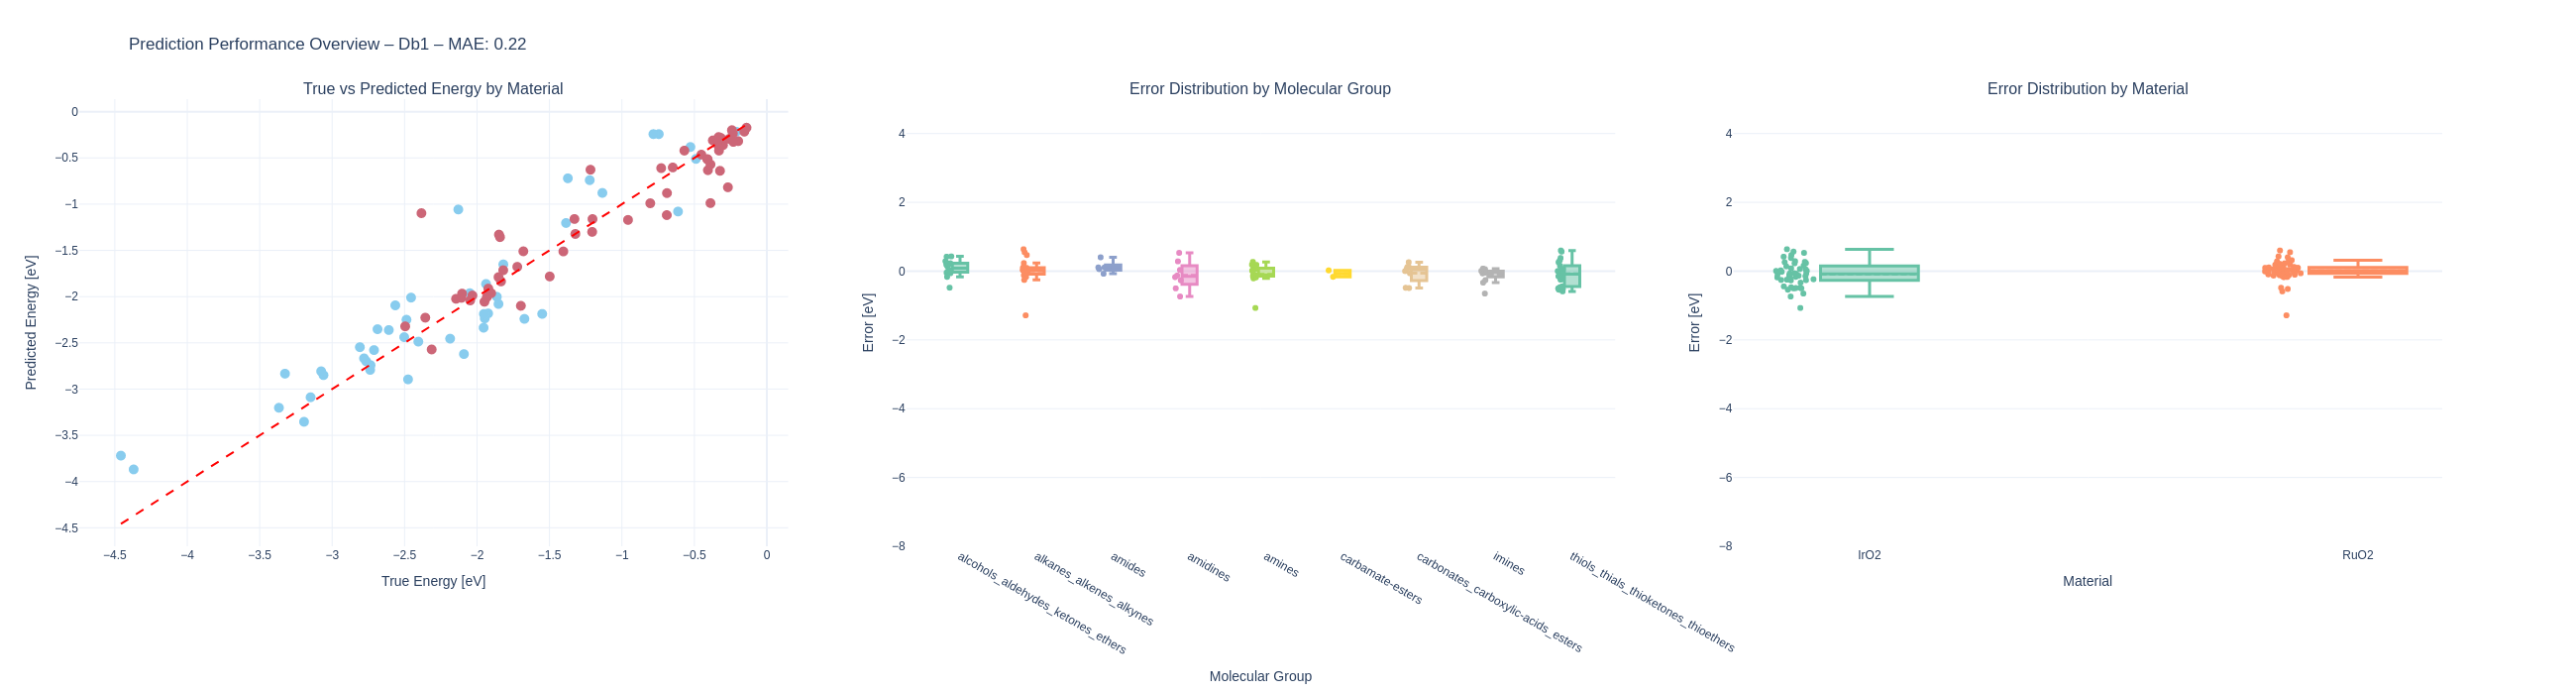 Prediction Performance Overview – Db1 – MAE: 0.22
True vs Predicted Energy by Material
0
−0.5
−1
−1.5
−2
−2.5
−3
−3.5
−4
−4.5
Predicted Energy [eV]
−4.5
−4
−3.5
−3
−2.5
−2
−1.5
−1
−0.5
0
True Energy [eV]
Error Distribution by Molecular Group
4
2
0
−2
−4
−6
−8
Error [eV]
alcohols_aldehydes_ketones_ethers
alkanes_alkenes_alkynes
amides
amidines
amines
carbamate-esters
carbonates_carboxylic-acids_esters
imines
thiols_thials_thioketones_thioethers
Molecular Group
Error Distribution by Material
4
2
0
−2
−4
−6
−8
Error [eV]
IrO2
RuO2
Material